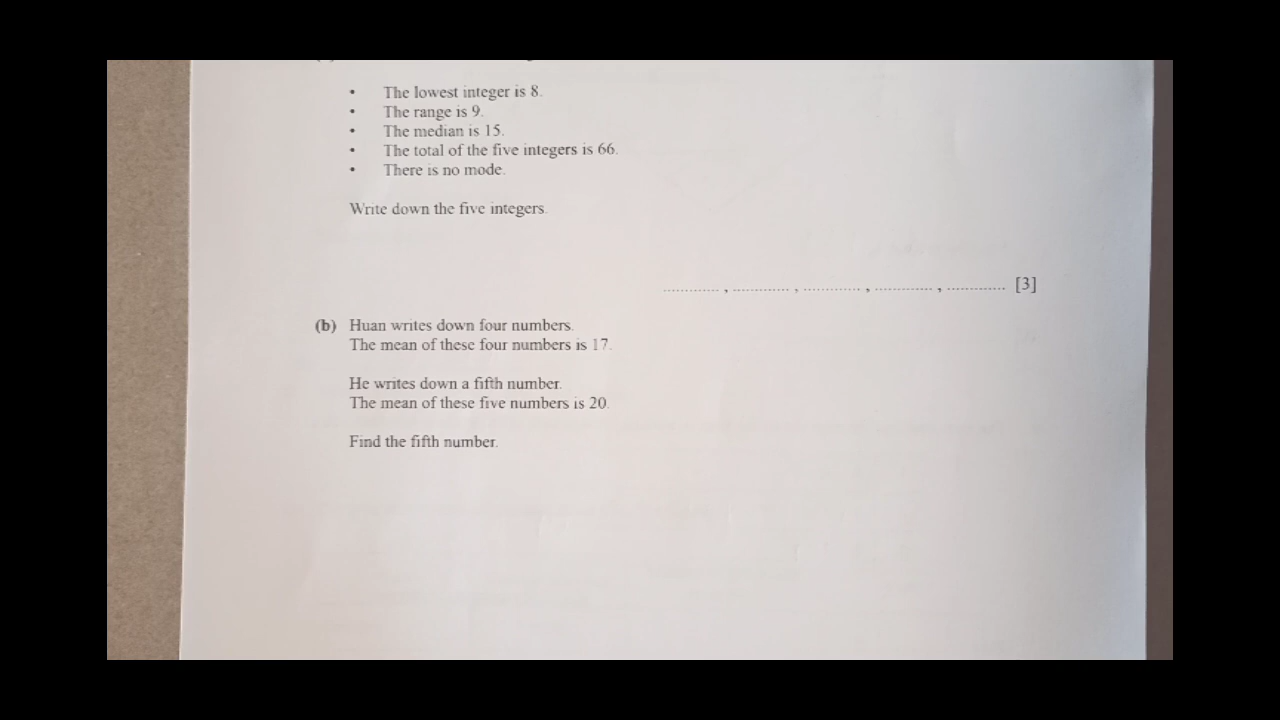 • The lowest integer is 8.
• The range is 9.
• The median is 15.
• The total of the five integers is 66.
• There is no mode.
Write down the five integers.
............. , ............. , ............. , ............. , ............. [3]
(b) Huan writes down four numbers.
The mean of these four numbers is 17.
He writes down a fifth number.
The mean of these five numbers is 20.
Find the fifth number.